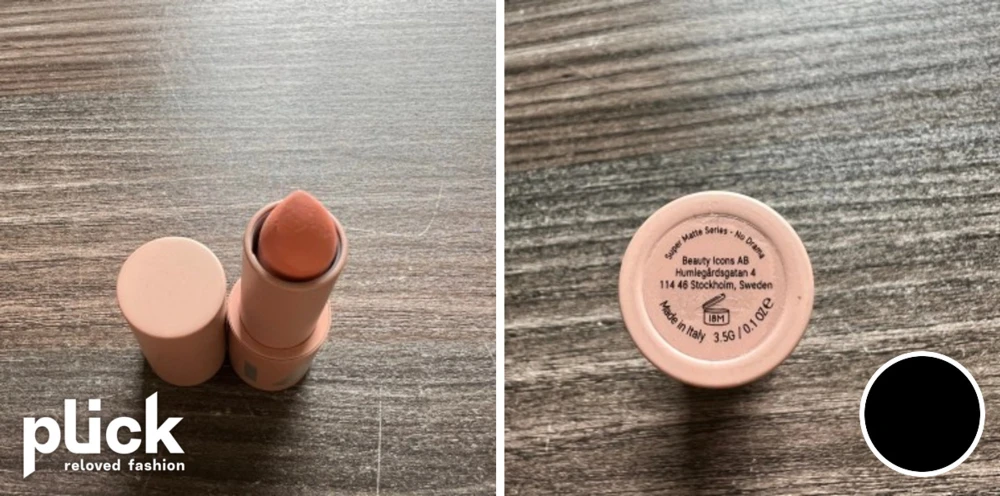 plick
reloved fashion
Super Matte Series - No Drama
Beauty Icons AB
Humlegårdsgatan 4
114 46 Stockholm, Sweden
18M
Made in Italy 3.5G / 0.1 OZ e